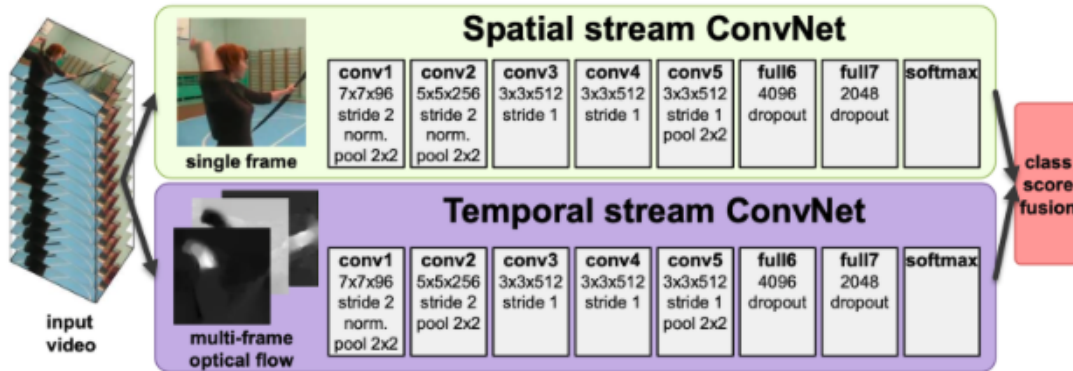 Spatial stream ConvNet
conv1
7x7x96
stride 2
norm.
pool 2x2
conv2
5x5x256
stride 2
norm.
pool 2x2
conv3
3x3x512
stride 1
conv4
3x3x512
stride 1
conv5
3x3x512
stride 1
pool 2x2
full6
4096
dropout
full7
2048
dropout
softmax
single frame
Temporal stream ConvNet
conv1
7x7x96
stride 2
norm.
pool 2x2
conv2
5x5x256
stride 2
pool 2x2
conv3
3x3x512
stride 1
conv4
3x3x512
stride 1
conv5
3x3x512
stride 1
pool 2x2
full6
4096
dropout
full7
2048
dropout
softmax
multi-frame
optical flow
input
video
class
score
fusion